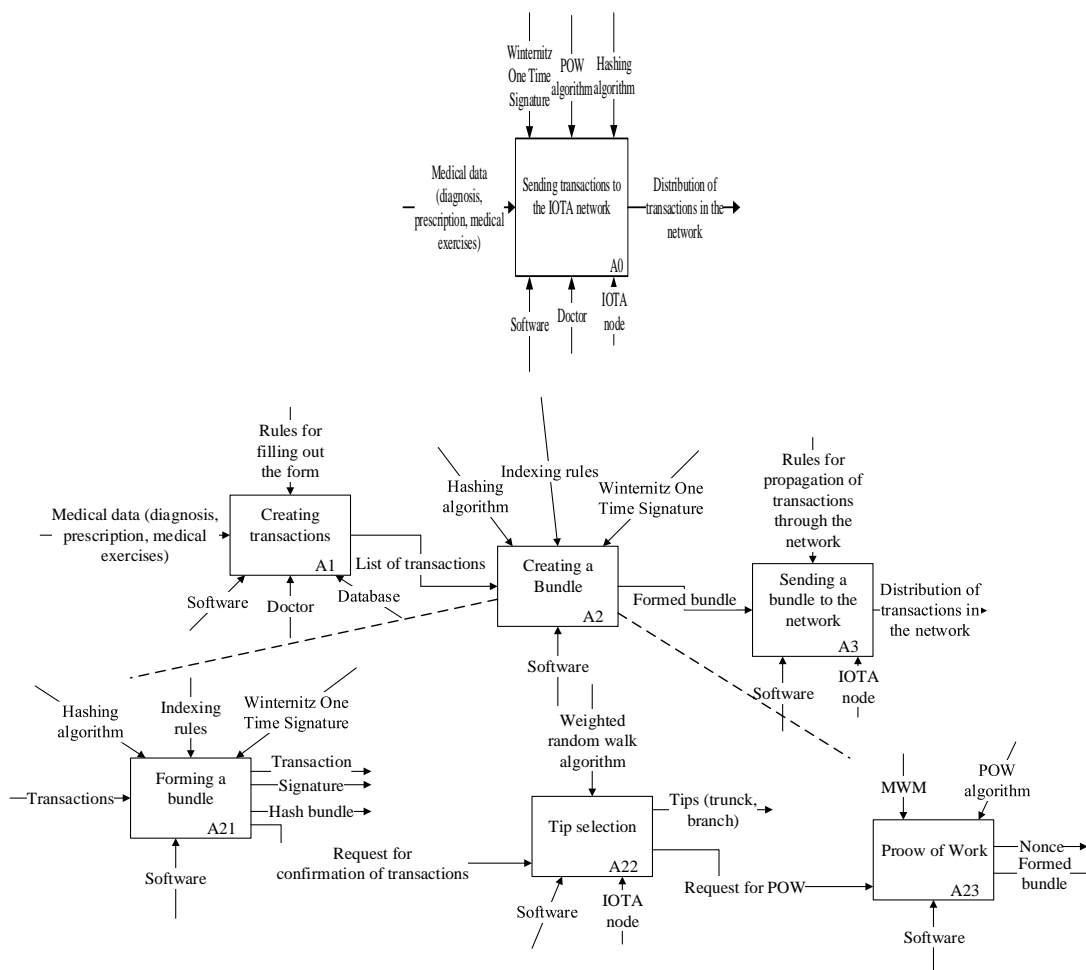 Winternitz
One Time
Signature
POW
algorithm
Hashing
algorithm
Medical data
(diagnosis,
prescription, medical
exercises)
Sending transactions to
the IOTA network
A0
Distribution of
transactions in the
network
Software
Doctor
IOTA
node
Rules for
filling out
the form
Medical data (diagnosis,
prescription, medical
exercises)
Creating
transactions
A1
Software
Doctor
Database
List of transactions
Hashing
algorithm
Indexing rules
Winternitz One
Time Signature
Creating a
Bundle
A2
Software
Formed bundle
Rules for
propagation of
transactions
through the
network
Sending a
bundle to the
network
A3
Distribution of
transactions in
the network
Software
IOTA
node
Hashing
algorithm
Indexing
rules
Winternitz One
Time Signature
Transactions
Forming a
bundle
A21
Transaction
Signature
Hash bundle
Software
Request for
confirmation of transactions
Weighted
random walk
algorithm
Tip selection
A22
Tips (trunck,
branch)
Software
IOTA
node
Request for POW
MWM
POW
algorithm
Proow of Work
A23
Nonce
Formed
bundle
Software